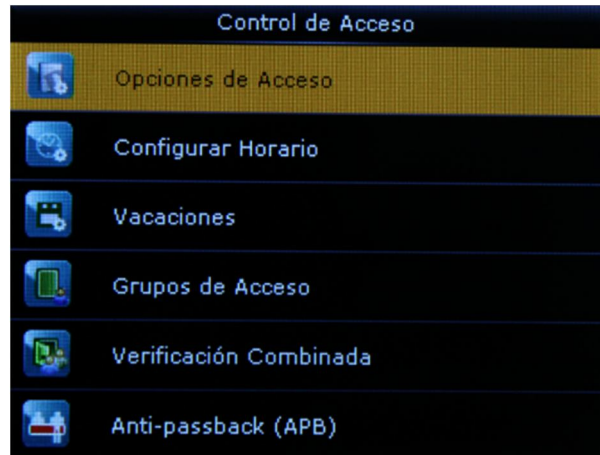 Control de Acceso
Opciones de Acceso
Configurar Horario
Vacaciones
Grupos de Acceso
Verificación Combinada
Anti-passback (APB)